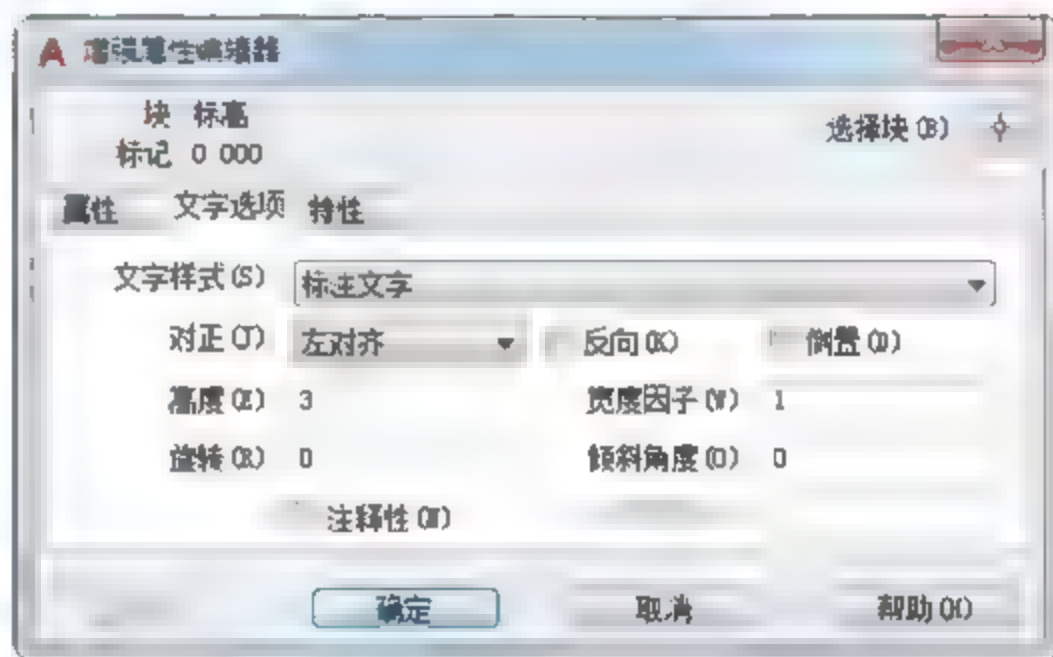 A 增强属性编辑器
块 标高
标记 0 000
选择块(B)
属性 文字选项 特性
文字样式(S) 标注文字
对正(J) 左对齐 反向(K) 倒置(D)
高度(E) 3 宽度因子(W) 1
旋转(R) 0 倾斜角度(O) 0
注释性(N)
确定 取消 帮助(H)